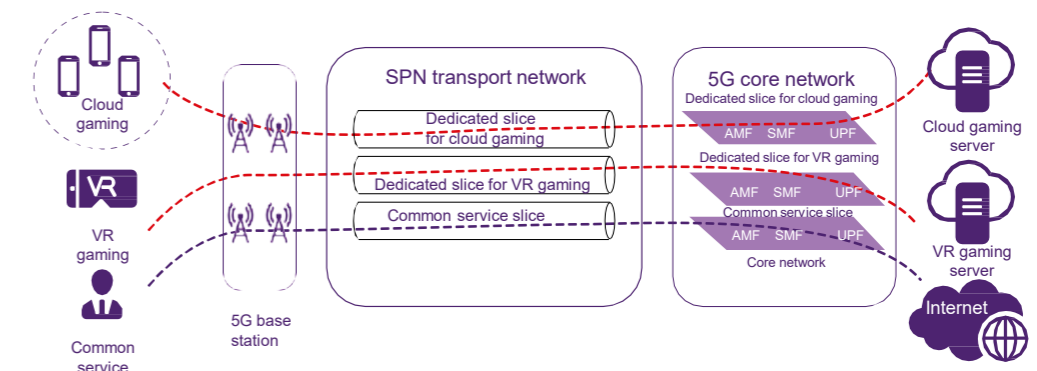 Cloud
gaming
VR
VR
gaming
Common
service
5G base
station
SPN transport network
Dedicated slice
for cloud gaming
Dedicated slice for VR gaming
Common service slice
5G core network
Dedicated slice for cloud gaming
AMF SMF UPF
Dedicated slice for VR gaming
AMF SMF UPF
Common service slice
AMF SMF UPF
Core network
Cloud gaming
server
VR gaming
server
Internet